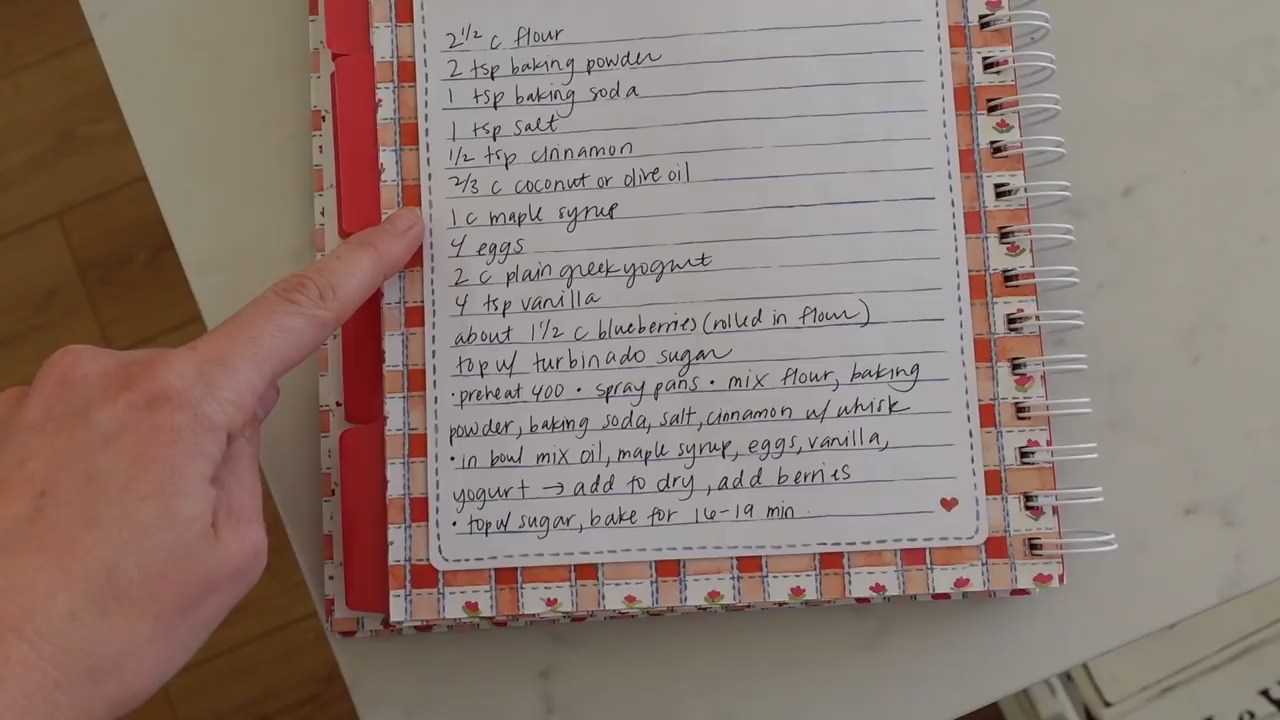 2 1/2 c flour
2 tsp baking powder
1 tsp baking soda
1 tsp salt
1/2 tsp cinnamon
2/3 c coconut or olive oil
1 c maple syrup
4 eggs
2 c plain greek yogurt
4 tsp vanilla
about 1 1/2 c blueberries (rolled in flour)
top w/ turbinado sugar
• preheat 400 • spray pans • mix flour, baking
powder, baking soda, salt, cinnamon w/ whisk
• in bowl mix oil, maple syrup, eggs, vanilla,
yogurt → add to dry, add berries
• top w/ sugar, bake for 16-19 min.